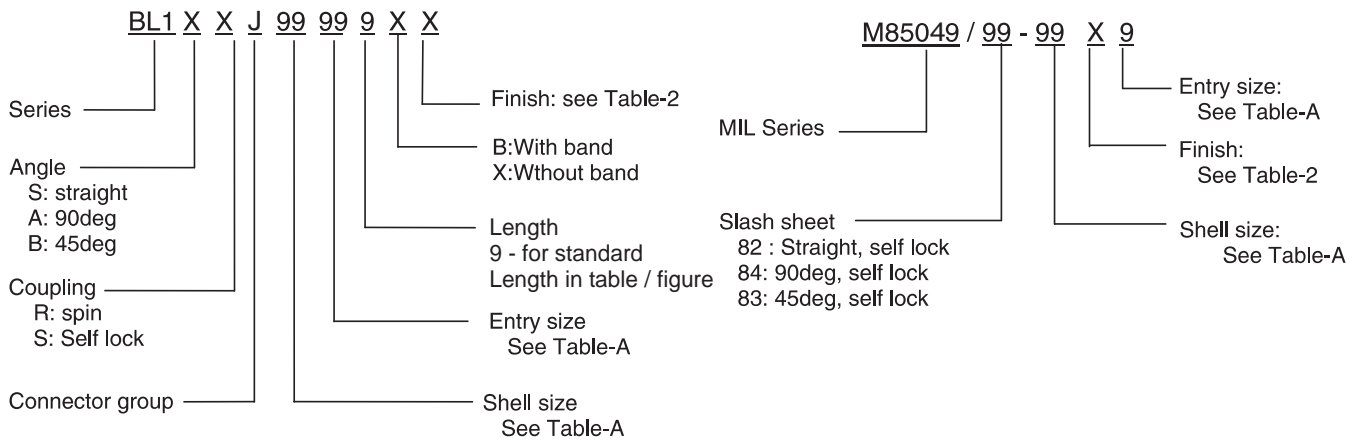 BL1 X X J 99 99 9 X X
Series
Angle
S: straight
A: 90deg
B: 45deg
Coupling
R: spin
S: Self lock
Connector group
Finish: see Table-2
B:With band
X:Wthout band
Length
9 - for standard
Length in table / figure
Entry size
See Table-A
Shell size
See Table-A
M85049 / 99 - 99 X 9
MIL Series
Slash sheet
82 : Straight, self lock
84: 90deg, self lock
83: 45deg, self lock
Entry size:
See Table-A
Finish:
See Table-2
Shell size:
See Table-A